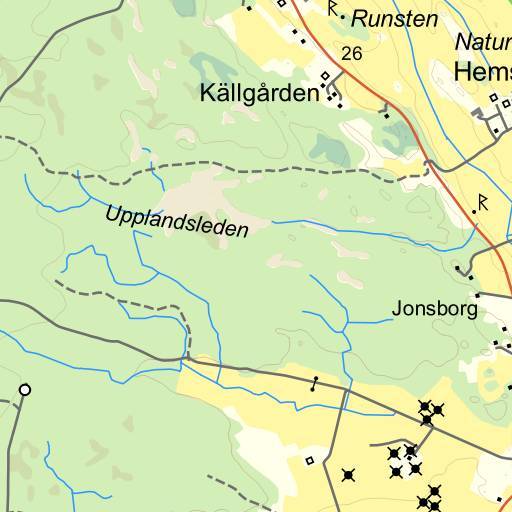 Runsten
26
Natur
Hems
Källgården
Upplandsleden
Jonsborg